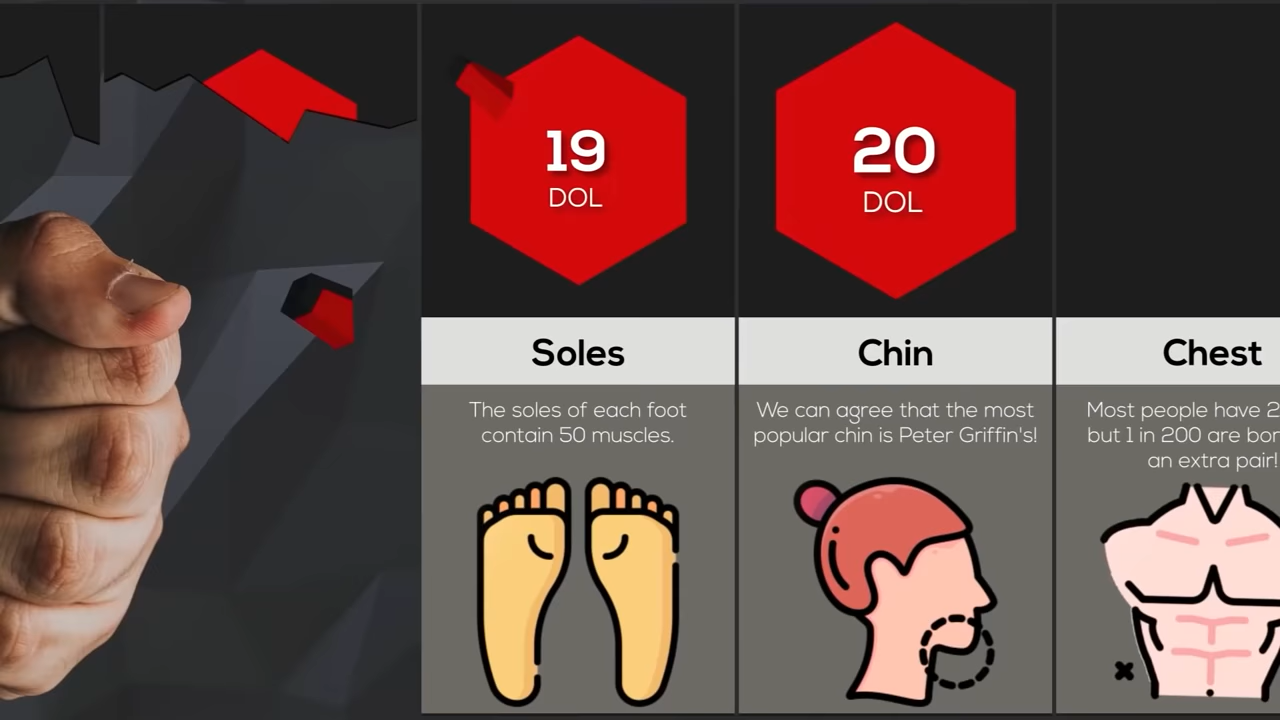 19
DOL
Soles
The soles of each foot
contain 50 muscles.
20
DOL
Chin
We can agree that the most
popular chin is Peter Griffin's!
Chest
Most people have 2
but 1 in 200 are
an extra pair!